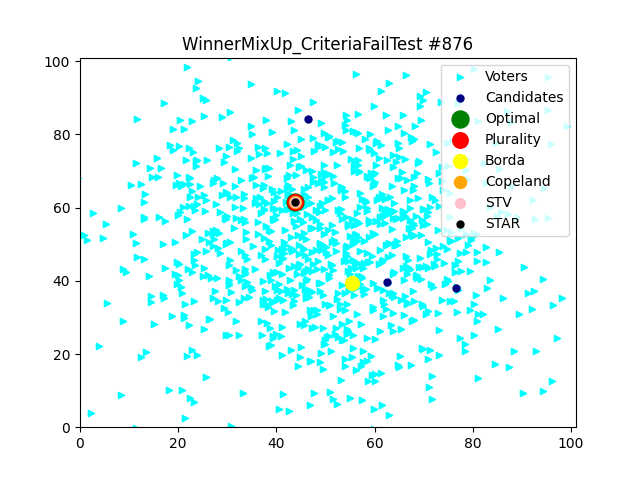 WinnerMixUp_CriteriaFailTest #876
100
80
60
40
20
0
0
20
40
60
80
100
Voters
Candidates
Optimal
Plurality
Borda
Copeland
STV
STAR